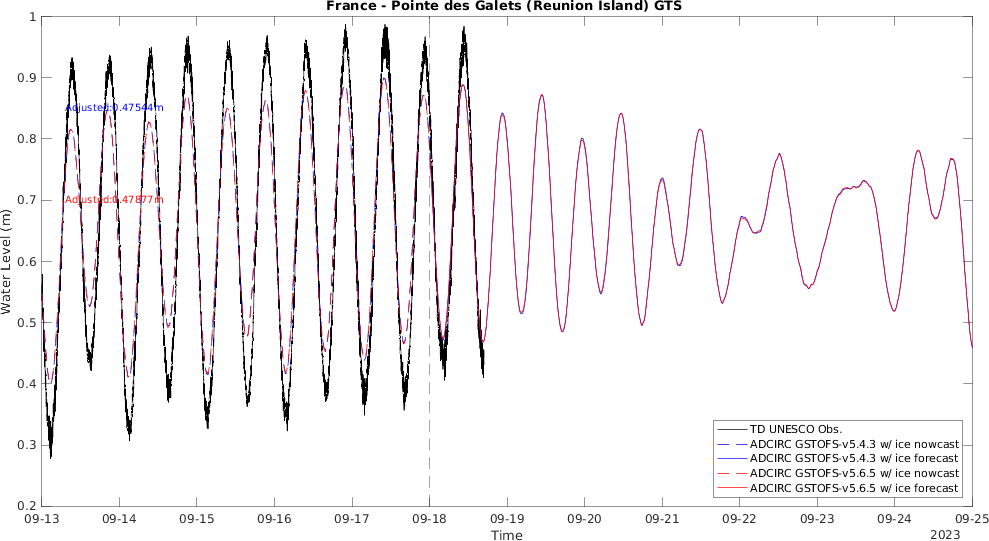 France - Pointe des Galets (Reunion Island) GTS
1
0.9
0.8
0.7
0.6
0.5
0.4
0.3
0.2
Water Level (m)
Adjusted:0.47544m
Adjusted:0.47877m
TD UNESCO Obs.
ADCIRC GSTOFS-v5.4.3 w/ ice nowcast
ADCIRC GSTOFS-v5.4.3 w/ ice forecast
ADCIRC GSTOFS-v5.6.5 w/ ice nowcast
ADCIRC GSTOFS-v5.6.5 w/ ice forecast
09-13 09-14 09-15 09-16 09-17 09-18 09-19 09-20 09-21 09-22 09-23 09-24 09-25
Time
2023